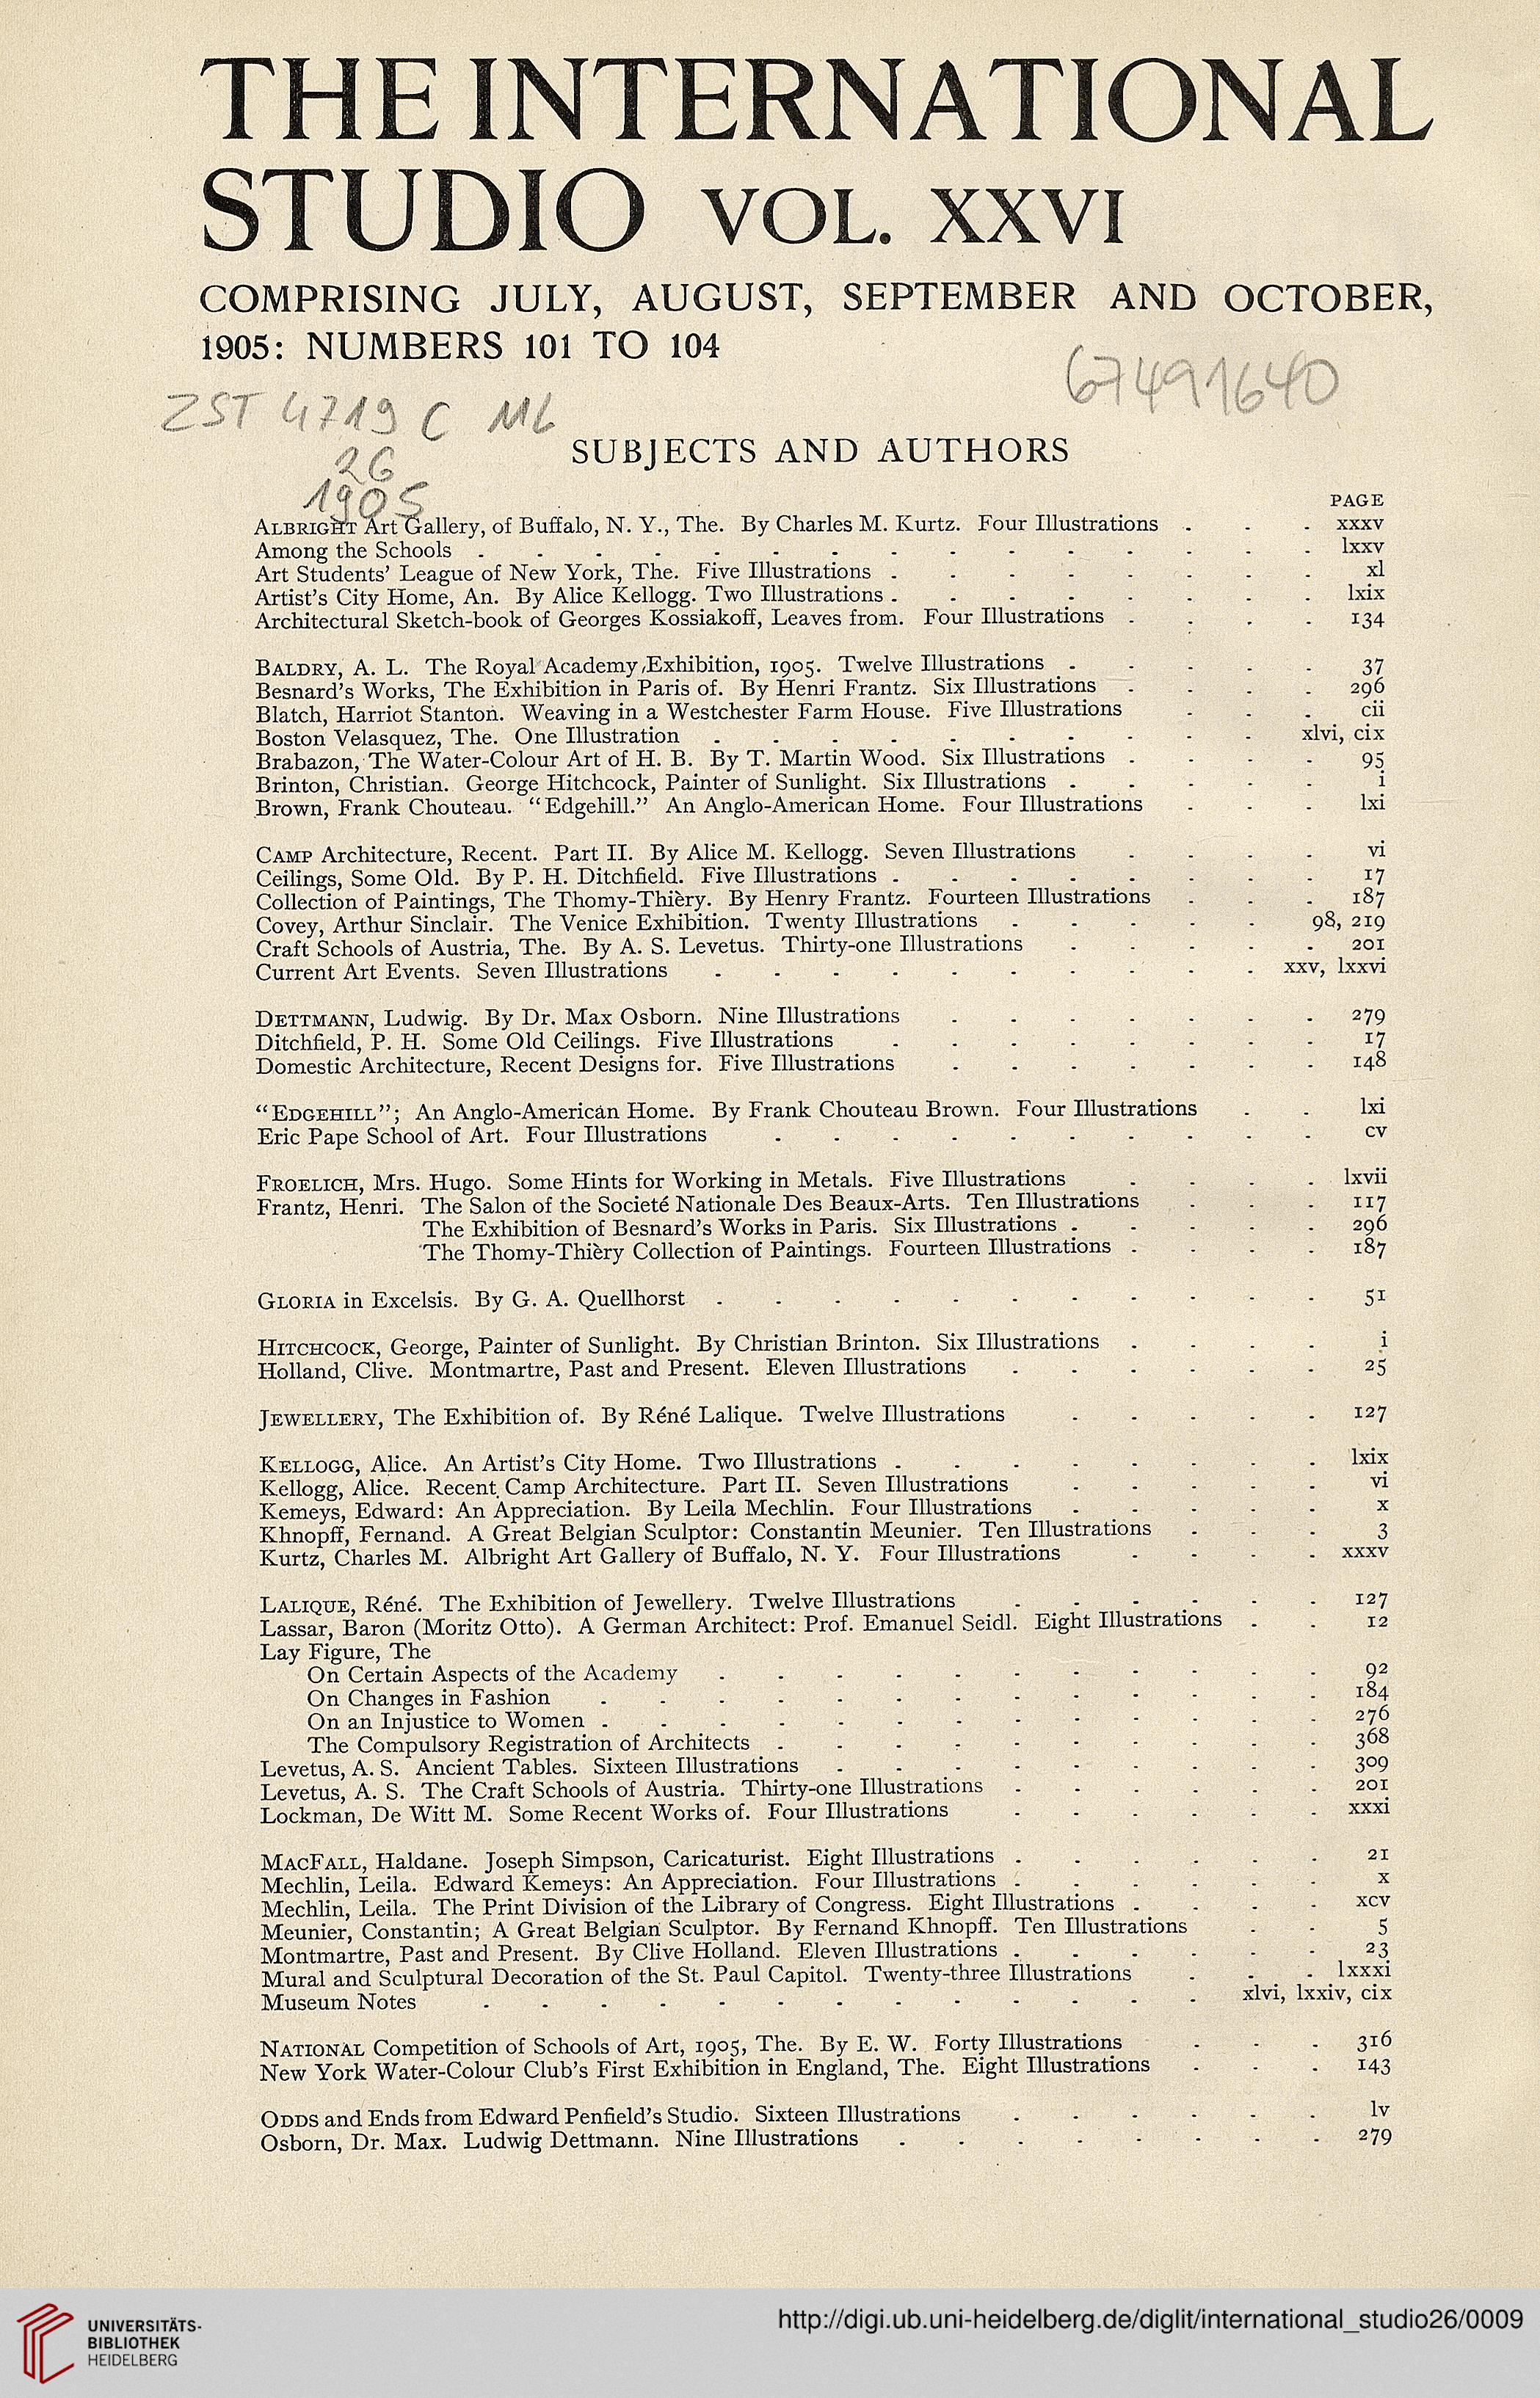 THE INTERNATIONAL
STUDIO VOL. XXVI
COMPRISING JULY, AUGUST, SEPTEMBER AND OCTOBER,
1905: NUMBERS 101 TO 104
67491640
ZST 4719 C ML
26
1905
SUBJECTS AND AUTHORS
PAGE
ALBRIGHT Art Gallery, of Buffalo, N. Y., The. By Charles M. Kurtz. Four Illustrations . . . xxxv
Among the Schools . . . . . . . . . . . . . . . lxxv
Art Students' League of New York, The. Five Illustrations . . . . . . . . xl
Artist's City Home, An. By Alice Kellogg. Two Illustrations . . . . . . . . lxix
Architectural Sketch-book of Georges Kossiakoff, Leaves from. Four Illustrations . . . . 134
BALDRY, A. L. The Royal Academy Exhibition, 1905. Twelve Illustrations . . . . . 37
Besnard's Works, The Exhibition in Paris of. By Henri Frantz. Six Illustrations . . . . 296
Blatch, Harriot Stanton. Weaving in a Westchester Farm House. Five Illustrations . . . cii
Boston Velasquez, The. One Illustration . . . . . . . . . . xlvi, cix
Brabazon, The Water-Colour Art of H. B. By T. Martin Wood. Six Illustrations . . . . 95
Brinton, Christian. George Hitchcock, Painter of Sunlight. Six Illustrations . . . . . i
Brown, Frank Chouteau. "Edgehill." An Anglo-American Home. Four Illustrations . . . lxi
CAMP Architecture, Recent. Part II. By Alice M. Kellogg. Seven Illustrations . . . . vi
Ceilings, Some Old. By P. H. Ditchfield. Five Illustrations . . . . . . . . 17
Collection of Paintings, The Thomy-Thièry. By Henry Frantz. Fourteen Illustrations . . . 187
Covey, Arthur Sinclair. The Venice Exhibition. Twenty Illustrations . . . . . 98, 219
Craft Schools of Austria, The. By A. S. Levetus. Thirty-one Illustrations . . . . . 201
Current Art Events. Seven Illustrations . . . . . . . . . . xxv, lxxvi
DETTMANN, Ludwig. By Dr. Max Osborn. Nine Illustrations . . . . . . . 279
Ditchfield, P. H. Some Old Ceilings. Five Illustrations . . . . . . . . 17
Domestic Architecture, Recent Designs for. Five Illustrations . . . . . . . 148
"EDGEHILL"; An Anglo-American Home. By Frank Chouteau Brown. Four Illustrations . . lxi
Eric Pape School of Art. Four Illustrations . . . . . . . . . . cv
FROELICH, Mrs. Hugo. Some Hints for Working in Metals. Five Illustrations . . . . lxvii
Frantz, Henri. The Salon of the Societé Nationale Des Beaux-Arts. Ten Illustrations . . . 117
The Exhibition of Besnard's Works in Paris. Six Illustrations . . . . . 296
The Thomy-Thièry Collection of Paintings. Fourteen Illustrations . . . . 187
GLORIA in Excelsis. By G. A. Quellhorst . . . . . . . . . . . 51
HITCHCOCK, George, Painter of Sunlight. By Christian Brinton. Six Illustrations . . . . i
Holland, Clive. Montmartre, Past and Present. Eleven Illustrations . . . . . . 25
JEWELLERY, The Exhibition of. By Réné Lalique. Twelve Illustrations . . . . . 127
KELLOGG, Alice. An Artist's City Home. Two Illustrations . . . . . . . . lxix
Kellogg, Alice. Recent Camp Architecture. Part II. Seven Illustrations . . . . . vi
Kemeys, Edward: An Appreciation. By Leila Mechlin. Four Illustrations . . . . . x
Khnopff, Fernand. A Great Belgian Sculptor: Constantin Meunier. Ten Illustrations . . . 3
Kurtz, Charles M. Albright Art Gallery of Buffalo, N. Y. Four Illustrations . . . . xxxv
LALIQUE, Réné. The Exhibition of Jewellery. Twelve Illustrations . . . . . . 127
Lassar, Baron (Moritz Otto). A German Architect: Prof. Emanuel Seidl. Eight Illustrations . . 12
Lay Figure, The
On Certain Aspects of the Academy . . . . . . . . . . . 92
On Changes in Fashion . . . . . . . . . . . . . 184
On an Injustice to Women . . . . . . . . . . . . . 276
The Compulsory Registration of Architects . . . . . . . . . . 368
Levetus, A. S. Ancient Tables. Sixteen Illustrations . . . . . . . . . 309
Levetus, A. S. The Craft Schools of Austria. Thirty-one Illustrations . . . . . . 201
Lockman, De Witt M. Some Recent Works of. Four Illustrations . . . . . . xxxi
MACFALL, Haldane. Joseph Simpson, Caricaturist. Eight Illustrations . . . . . . 21
Mechlin, Leila. Edward Kemeys: An Appreciation. Four Illustrations . . . . . . x
Mechlin, Leila. The Print Division of the Library of Congress. Eight Illustrations . . . . xcv
Meunier, Constantin; A Great Belgian Sculptor. By Fernand Khnopff. Ten Illustrations . . 5
Montmartre, Past and Present. By Clive Holland. Eleven Illustrations . . . . . . 23
Mural and Sculptural Decoration of the St. Paul Capitol. Twenty-three Illustrations . . . lxxxi
Museum Notes . . . . . . . . . . . . . xlvi, lxxiv, cix
NATIONAL Competition of Schools of Art, 1905, The. By E. W. Forty Illustrations . . . 316
New York Water-Colour Club's First Exhibition in England, The. Eight Illustrations . . . 143
ODDS and Ends from Edward Penfield's Studio. Sixteen Illustrations . . . . . . lv
Osborn, Dr. Max. Ludwig Dettmann. Nine Illustrations . . . . . . . . 279
UNIVERSITÄTS-
BIBLIOTHEK
HEIDELBERG
http://digi.ub.uni-heidelberg.de/diglit/international_studio26/0009